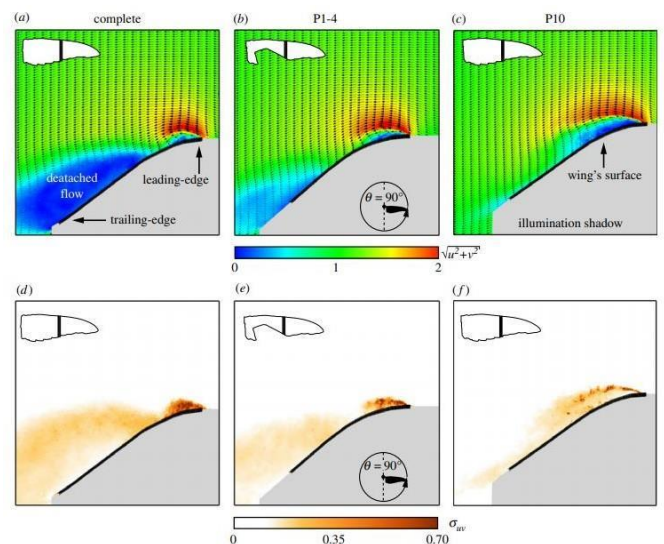 (a) complete
(b) P1-4
(c) P10
deatached
flow
leading-edge
trailing-edge
θ = 90°
wing's surface
illumination shadow
0 1 2 √u²+v²
(d)
(e)
(f)
θ = 90°
0 0.35 0.70 σuv